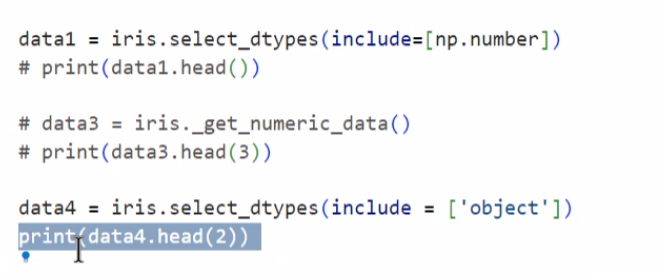 data1 = iris.select_dtypes(include=[np.number])
# print(data1.head())
# data3 = iris._get_numeric_data()
# print(data3.head(3))
data4 = iris.select_dtypes(include = ['object'])
print(data4.head(2))